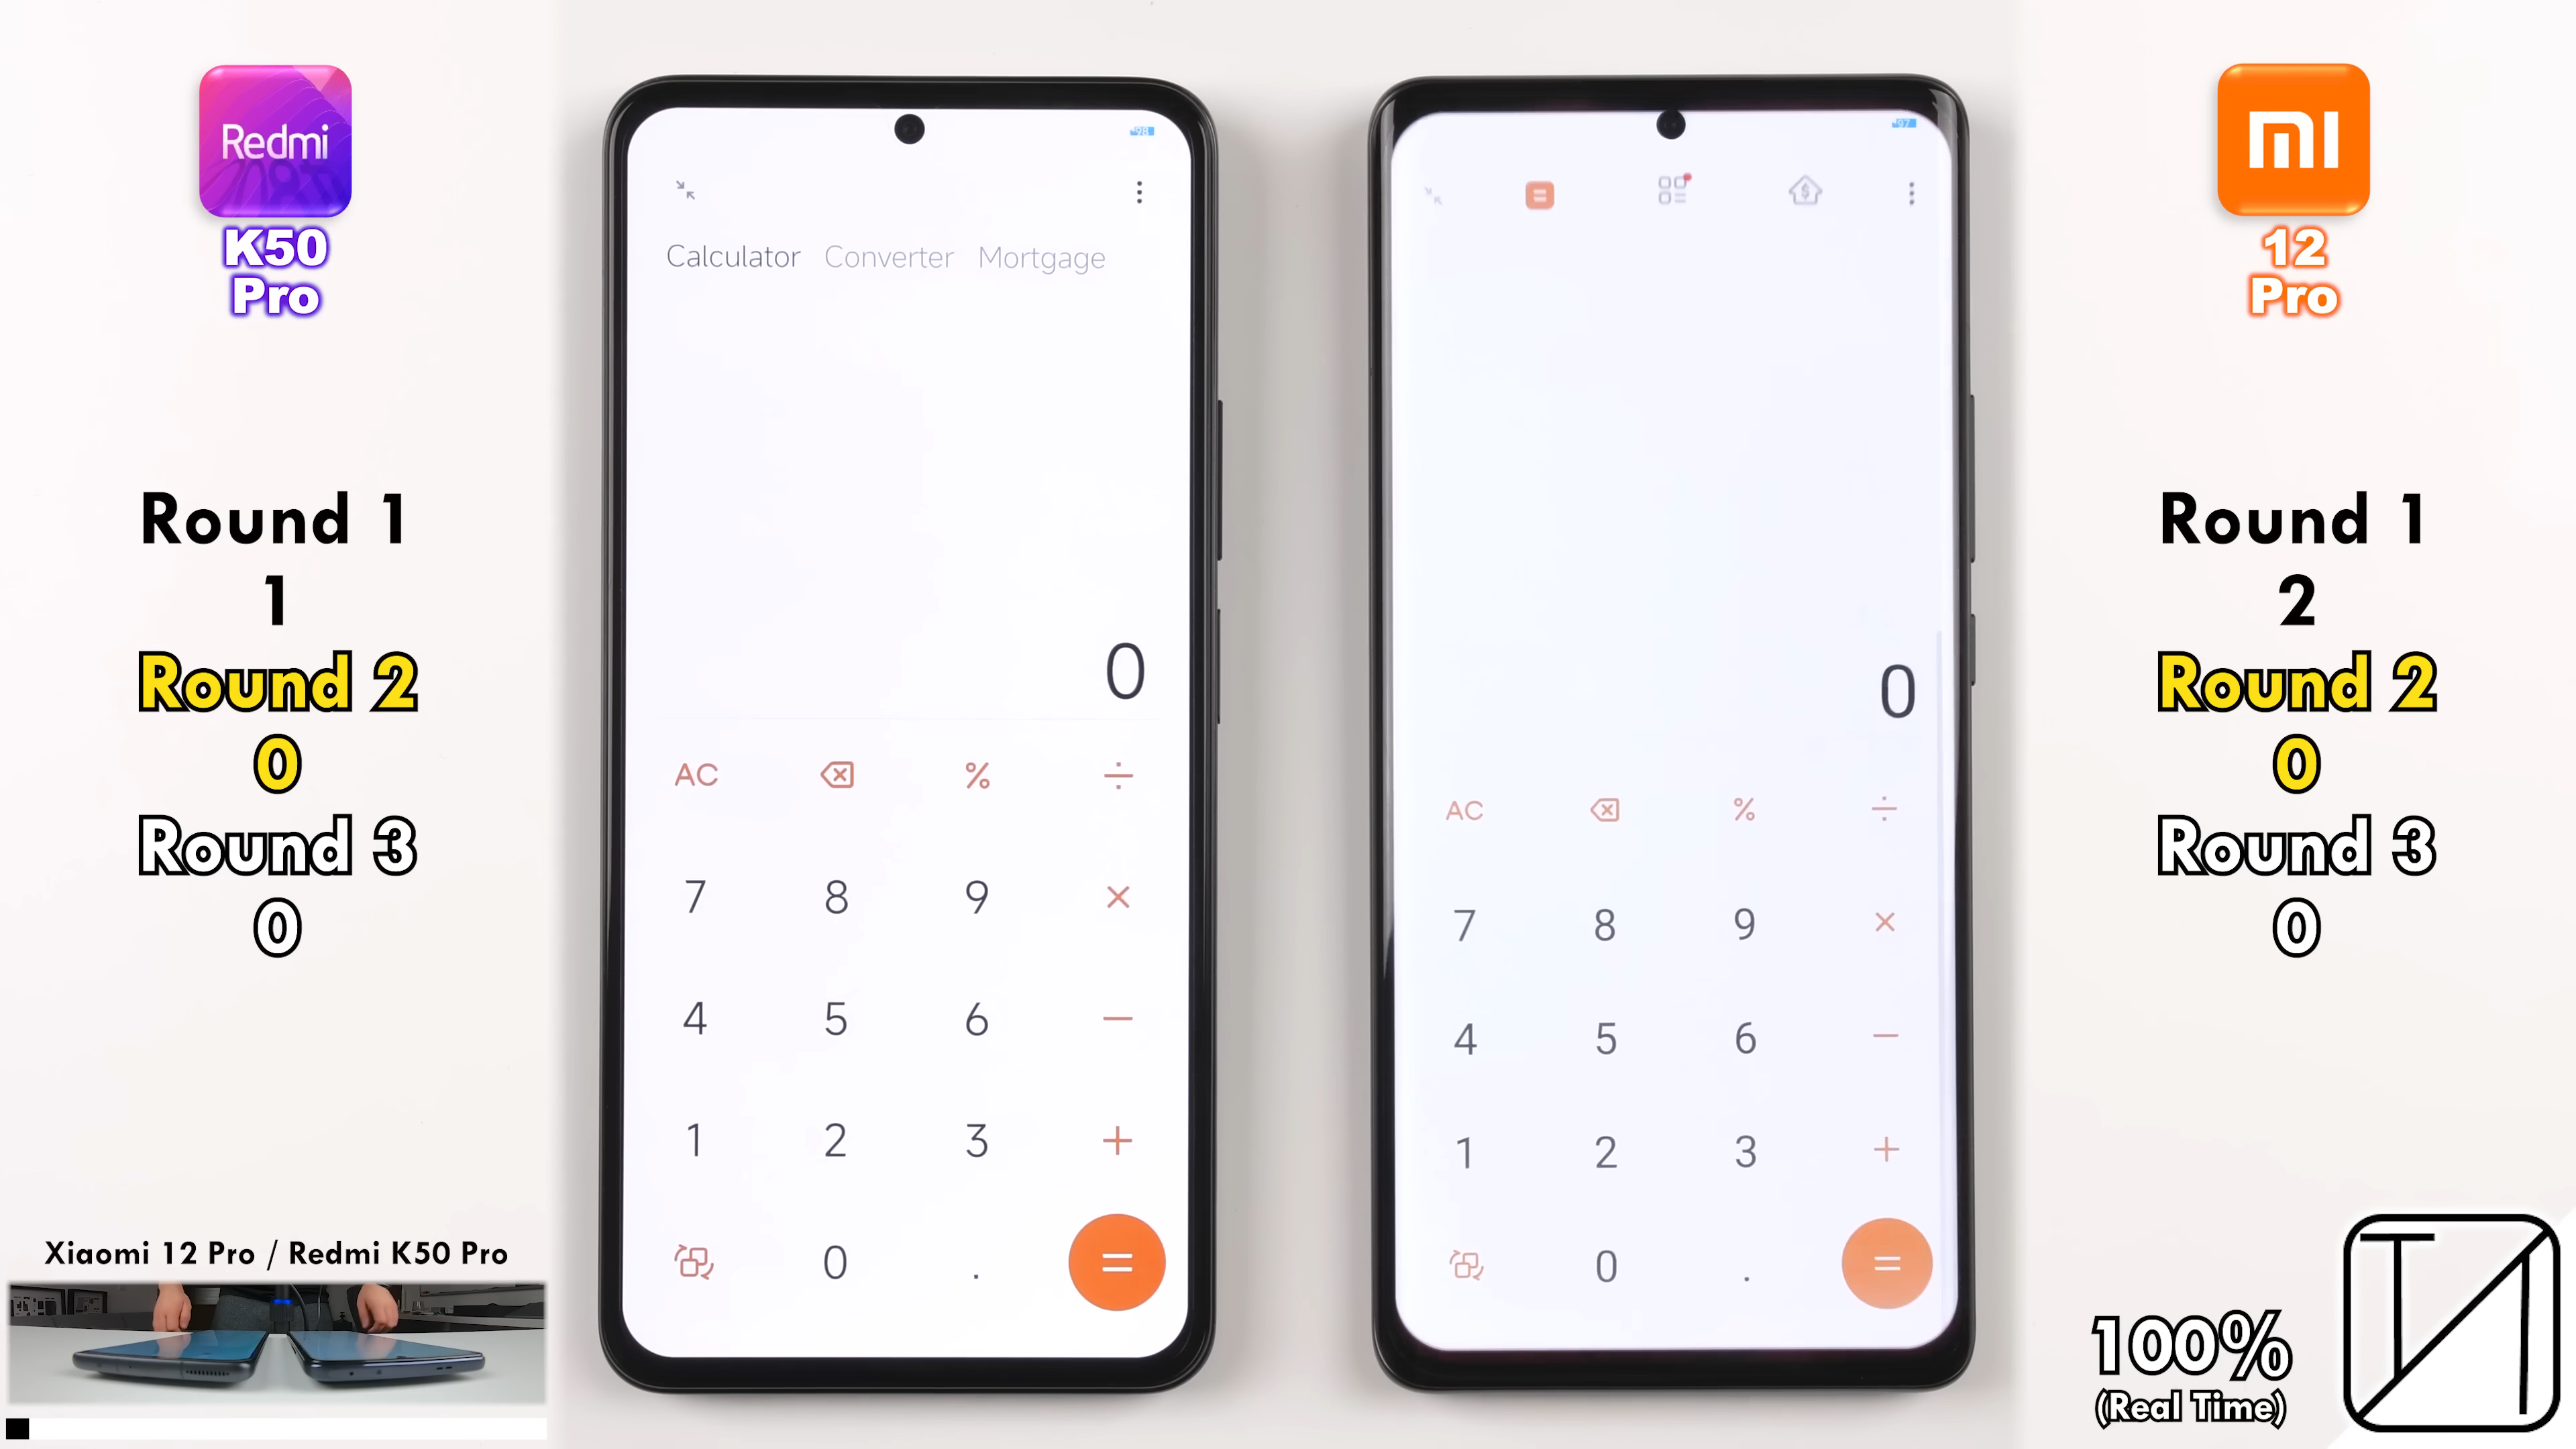 Redmi
K50
Pro
Round 1
1
Round 2
0
Round 3
0
Xiaomi 12 Pro / Redmi K50 Pro
98
Calculator Converter Mortgage
0
AC % ÷
7 8 9 ×
4 5 6 −
1 2 3 +
0 . =
97
0
AC % ÷
7 8 9 ×
4 5 6 −
1 2 3 +
0 . =
MI
12
Pro
Round 1
2
Round 2
0
Round 3
0
100%
(Real Time)